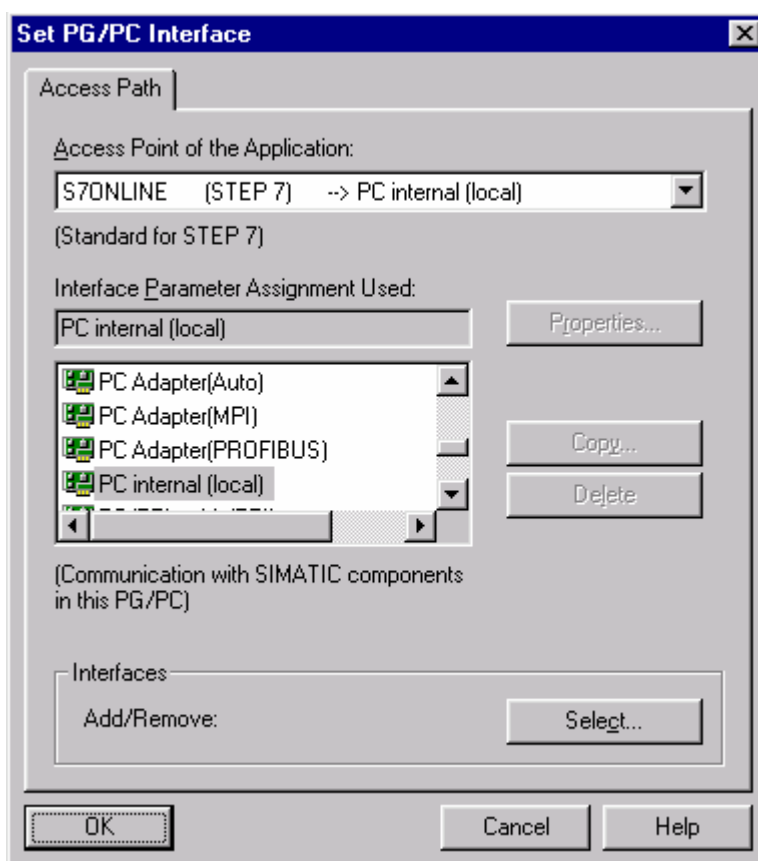 Set PG/PC Interface
Access Path
Access Point of the Application:
S7ONLINE (STEP 7) --> PC internal (local)
(Standard for STEP 7)
Interface Parameter Assignment Used:
PC internal (local)
Properties...
PC Adapter(Auto)
PC Adapter(MPI)
PC Adapter(PROFIBUS)
PC internal (local)
Copy...
Delete
(Communication with SIMATIC components
in this PG/PC)
Interfaces
Add/Remove:
Select...
OK
Cancel
Help